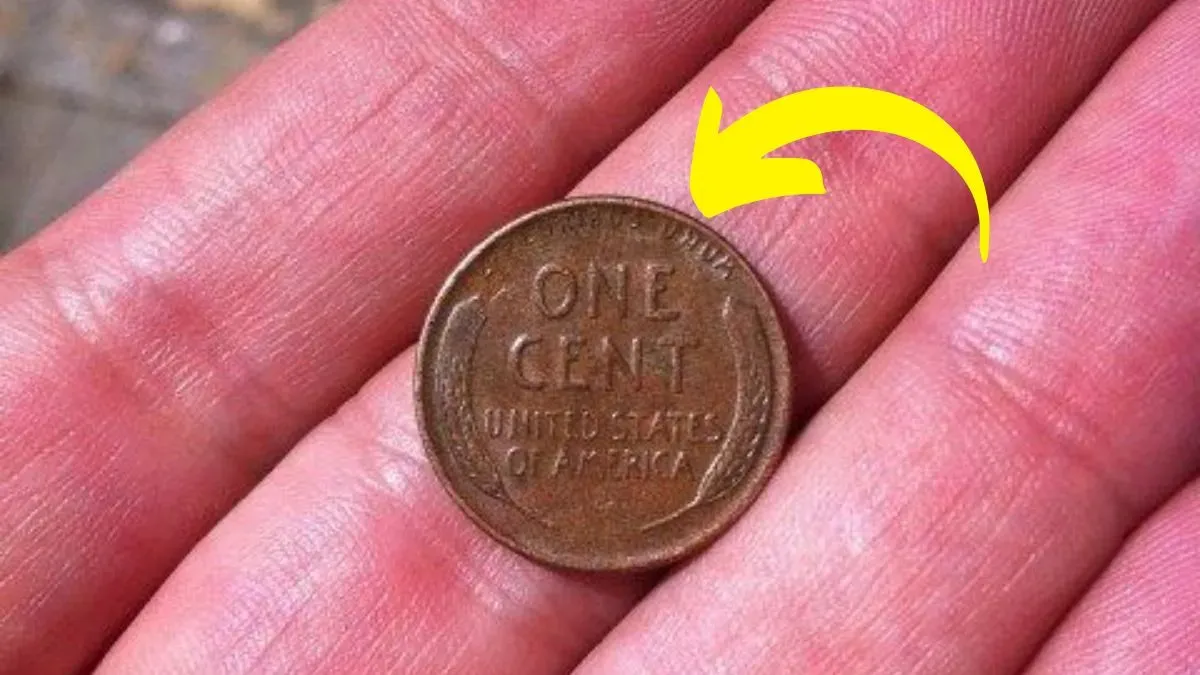 ONE
CENT
UNITED STATES
OF AMERICA